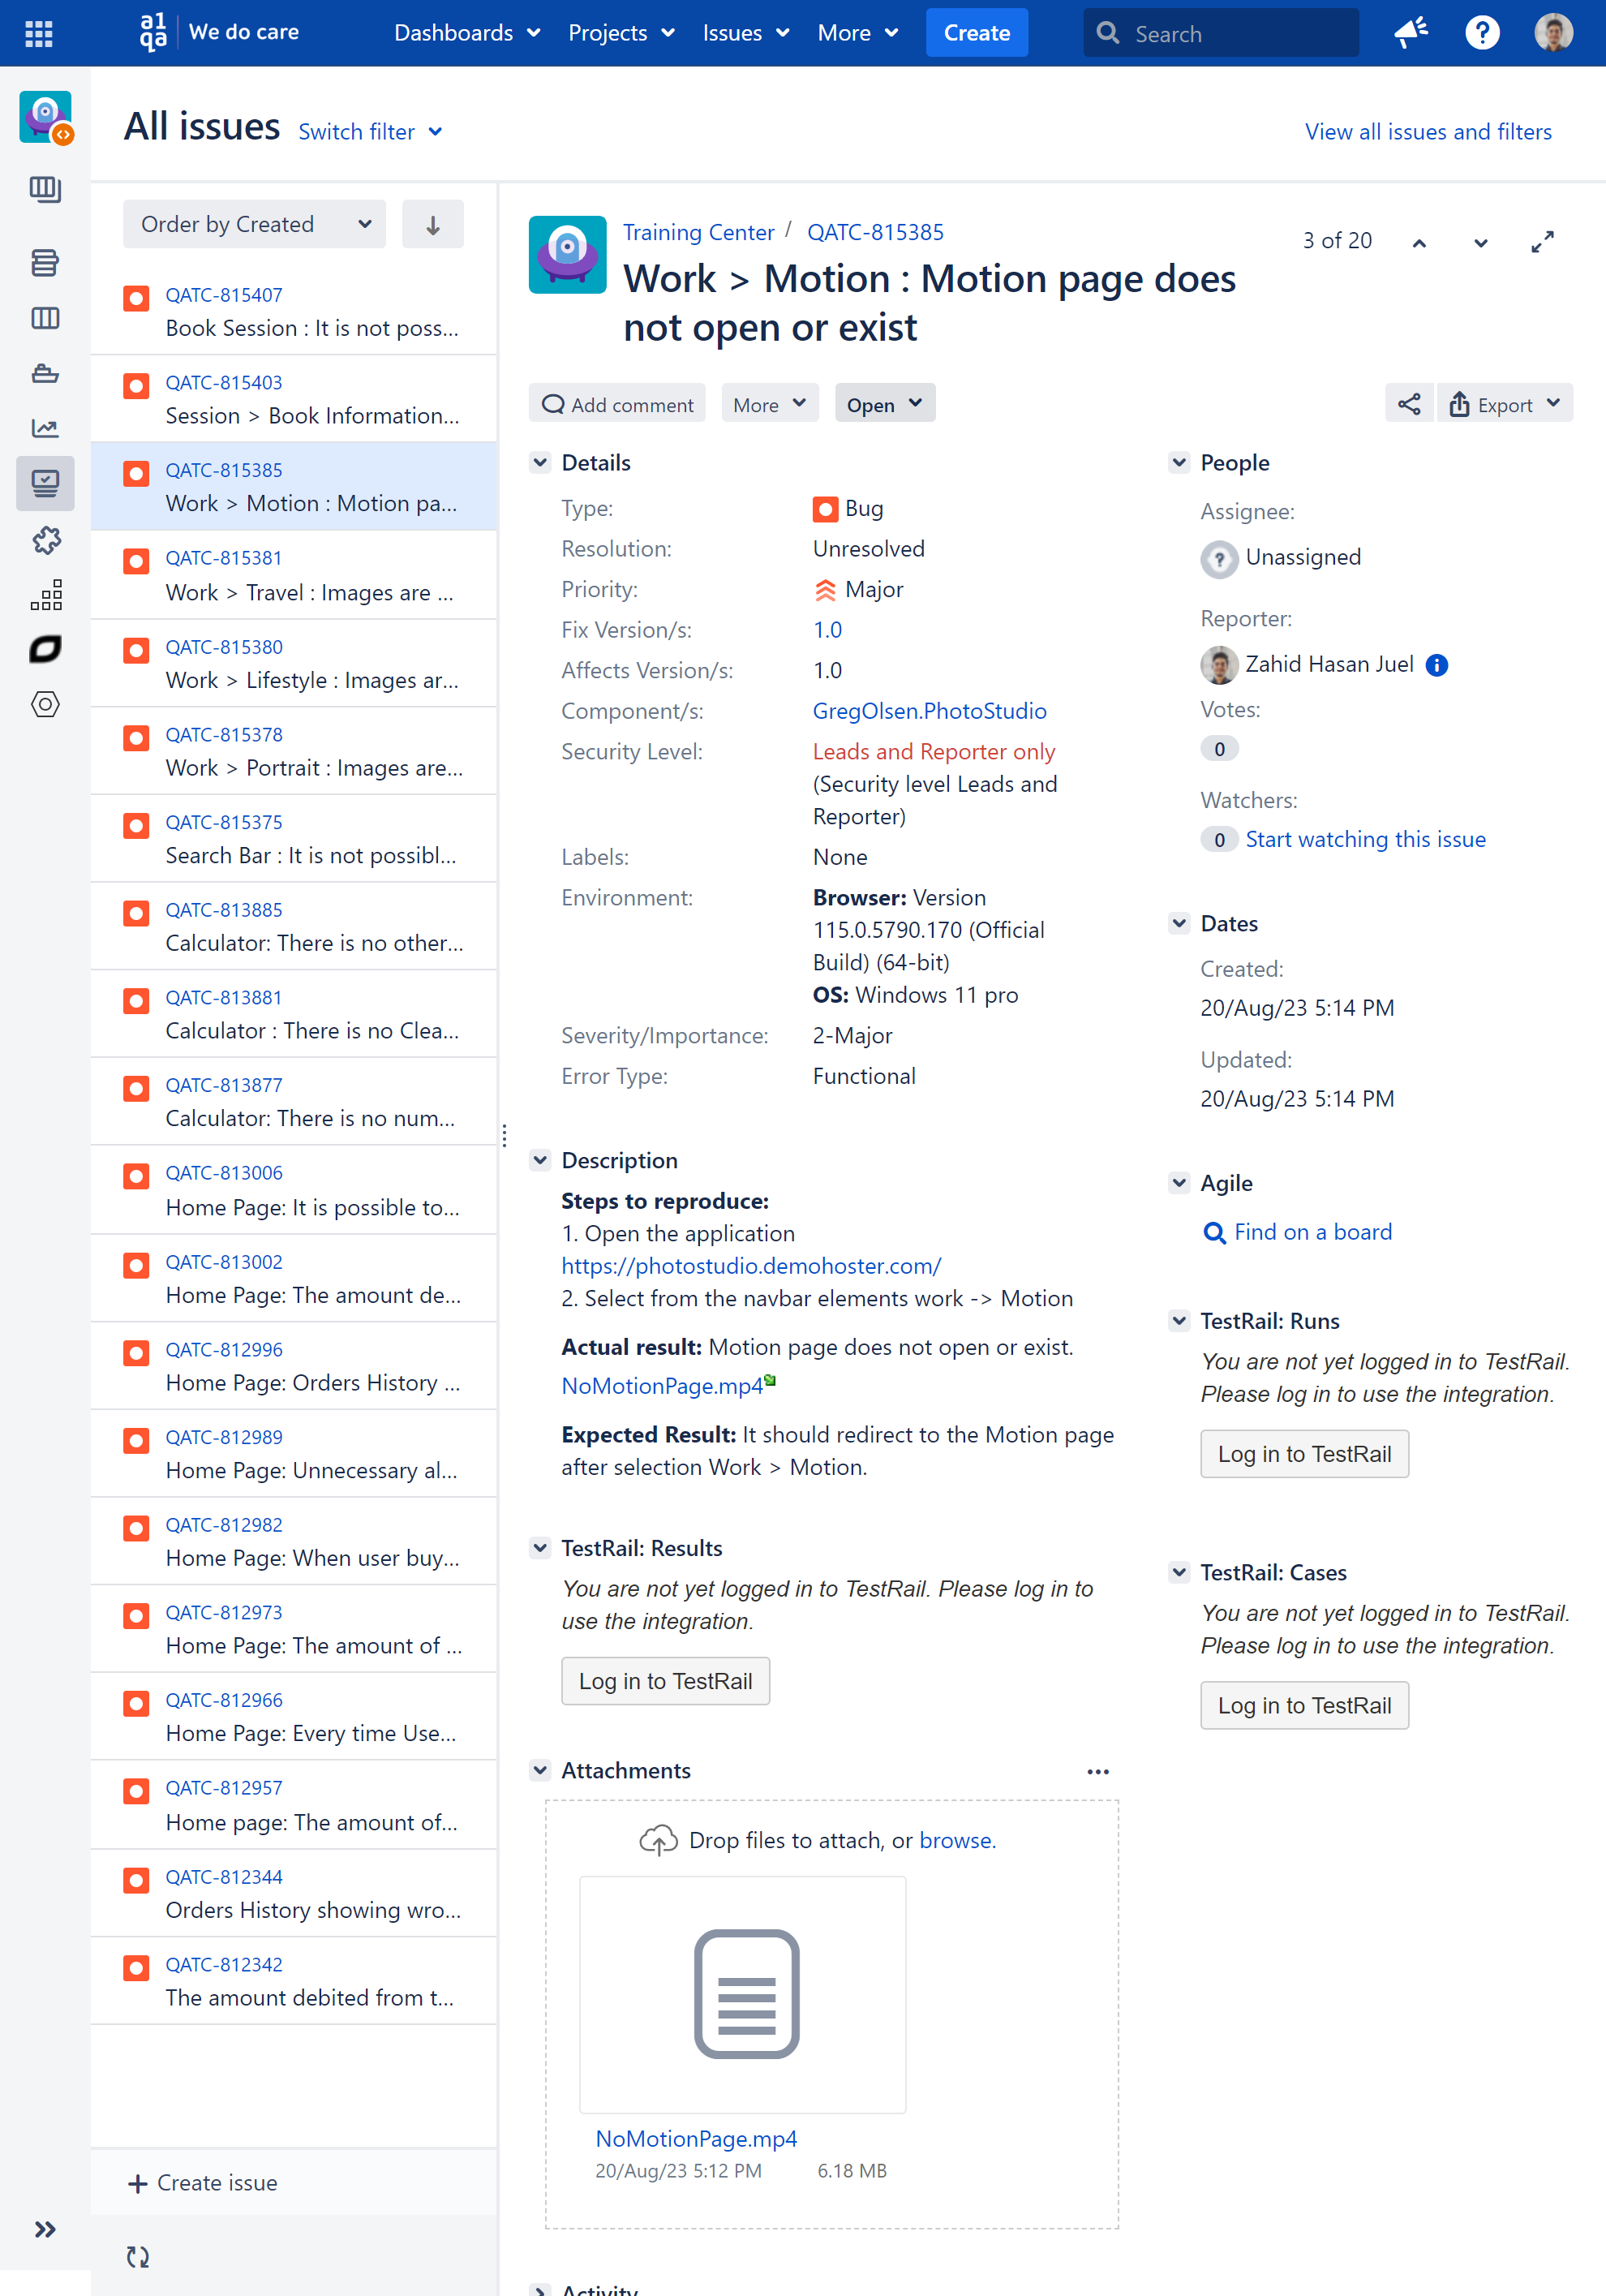 a1qa We do care Dashboards Projects Issues More Create Search
All issues Switch filter View all issues and filters
Order by Created
QATC-815407
Book Session : It is not poss...
QATC-815403
Session > Book Information...
QATC-815385
Work > Motion : Motion pa...
QATC-815381
Work > Travel : Images are ...
QATC-815380
Work > Lifestyle : Images ar...
QATC-815378
Work > Portrait : Images are...
QATC-815375
Search Bar : It is not possibl...
QATC-813885
Calculator: There is no other...
QATC-813881
Calculator : There is no Clea...
QATC-813877
Calculator: There is no num...
QATC-813006
Home Page: It is possible to...
QATC-813002
Home Page: The amount de...
QATC-812996
Home Page: Orders History ...
QATC-812989
Home Page: Unnecessary al...
QATC-812982
Home Page: When user buy...
QATC-812973
Home Page: The amount of ...
QATC-812966
Home Page: Every time Use...
QATC-812957
Home page: The amount of...
QATC-812344
Orders History showing wro...
QATC-812342
The amount debited from t...
+ Create issue
Training Center / QATC-815385
3 of 20
Work > Motion : Motion page does
not open or exist
Add comment More Open Export
Details
Type: Bug
Resolution: Unresolved
Priority: Major
Fix Version/s: 1.0
Affects Version/s: 1.0
Component/s: GregOlsen.PhotoStudio
Security Level: Leads and Reporter only
(Security level Leads and
Reporter)
Labels: None
Environment: Browser: Version
115.0.5790.170 (Official
Build) (64-bit)
OS: Windows 11 pro
Severity/Importance: 2-Major
Error Type: Functional
Description
Steps to reproduce:
1. Open the application
https://photostudio.demohoster.com/
2. Select from the navbar elements work -> Motion
Actual result: Motion page does not open or exist.
NoMotionPage.mp4
Expected Result: It should redirect to the Motion page
after selection Work > Motion.
TestRail: Results
You are not yet logged in to TestRail. Please log in to
use the integration.
Log in to TestRail
Attachments
Drop files to attach, or browse.
NoMotionPage.mp4
20/Aug/23 5:12 PM 6.18 MB
Activity
People
Assignee:
Unassigned
Reporter:
Zahid Hasan Juel
Votes:
0
Watchers:
0 Start watching this issue
Dates
Created:
20/Aug/23 5:14 PM
Updated:
20/Aug/23 5:14 PM
Agile
Find on a board
TestRail: Runs
You are not yet logged in to TestRail.
Please log in to use the integration.
Log in to TestRail
TestRail: Cases
You are not yet logged in to TestRail.
Please log in to use the integration.
Log in to TestRail